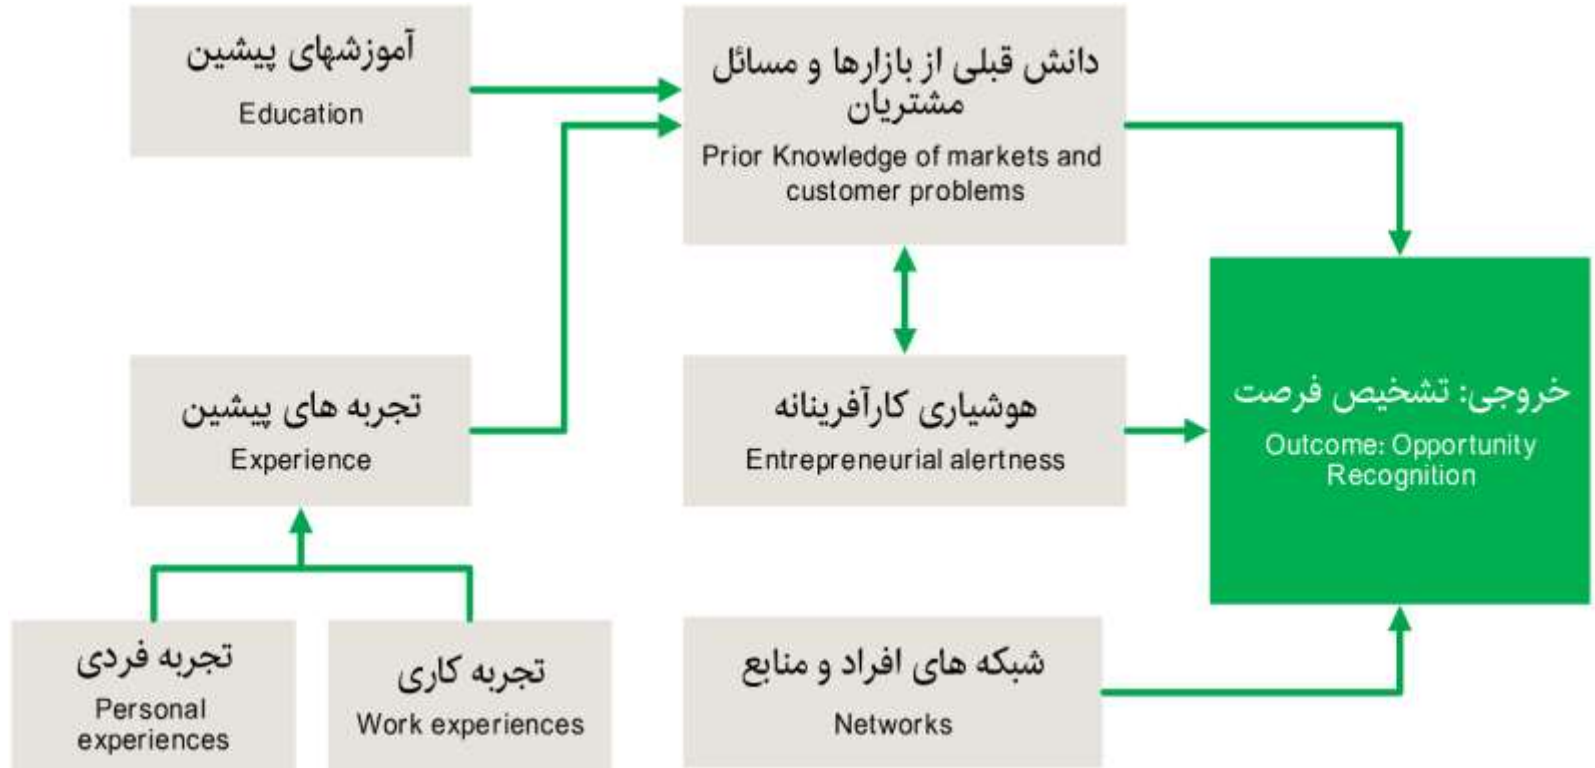 آموزشهای پیشین
Education
دانش قبلی از بازارها و مسائل
مشتریان
Prior Knowledge of markets and
customer problems
تجربه های پیشین
Experience
هوشیاری کارآفرینانه
Entrepreneurial alertness
خروجی: تشخیص فرصت
Outcome: Opportunity
Recognition
تجربه فردی
Personal
experiences
تجربه کاری
Work experiences
شبکه های افراد و منابع
Networks